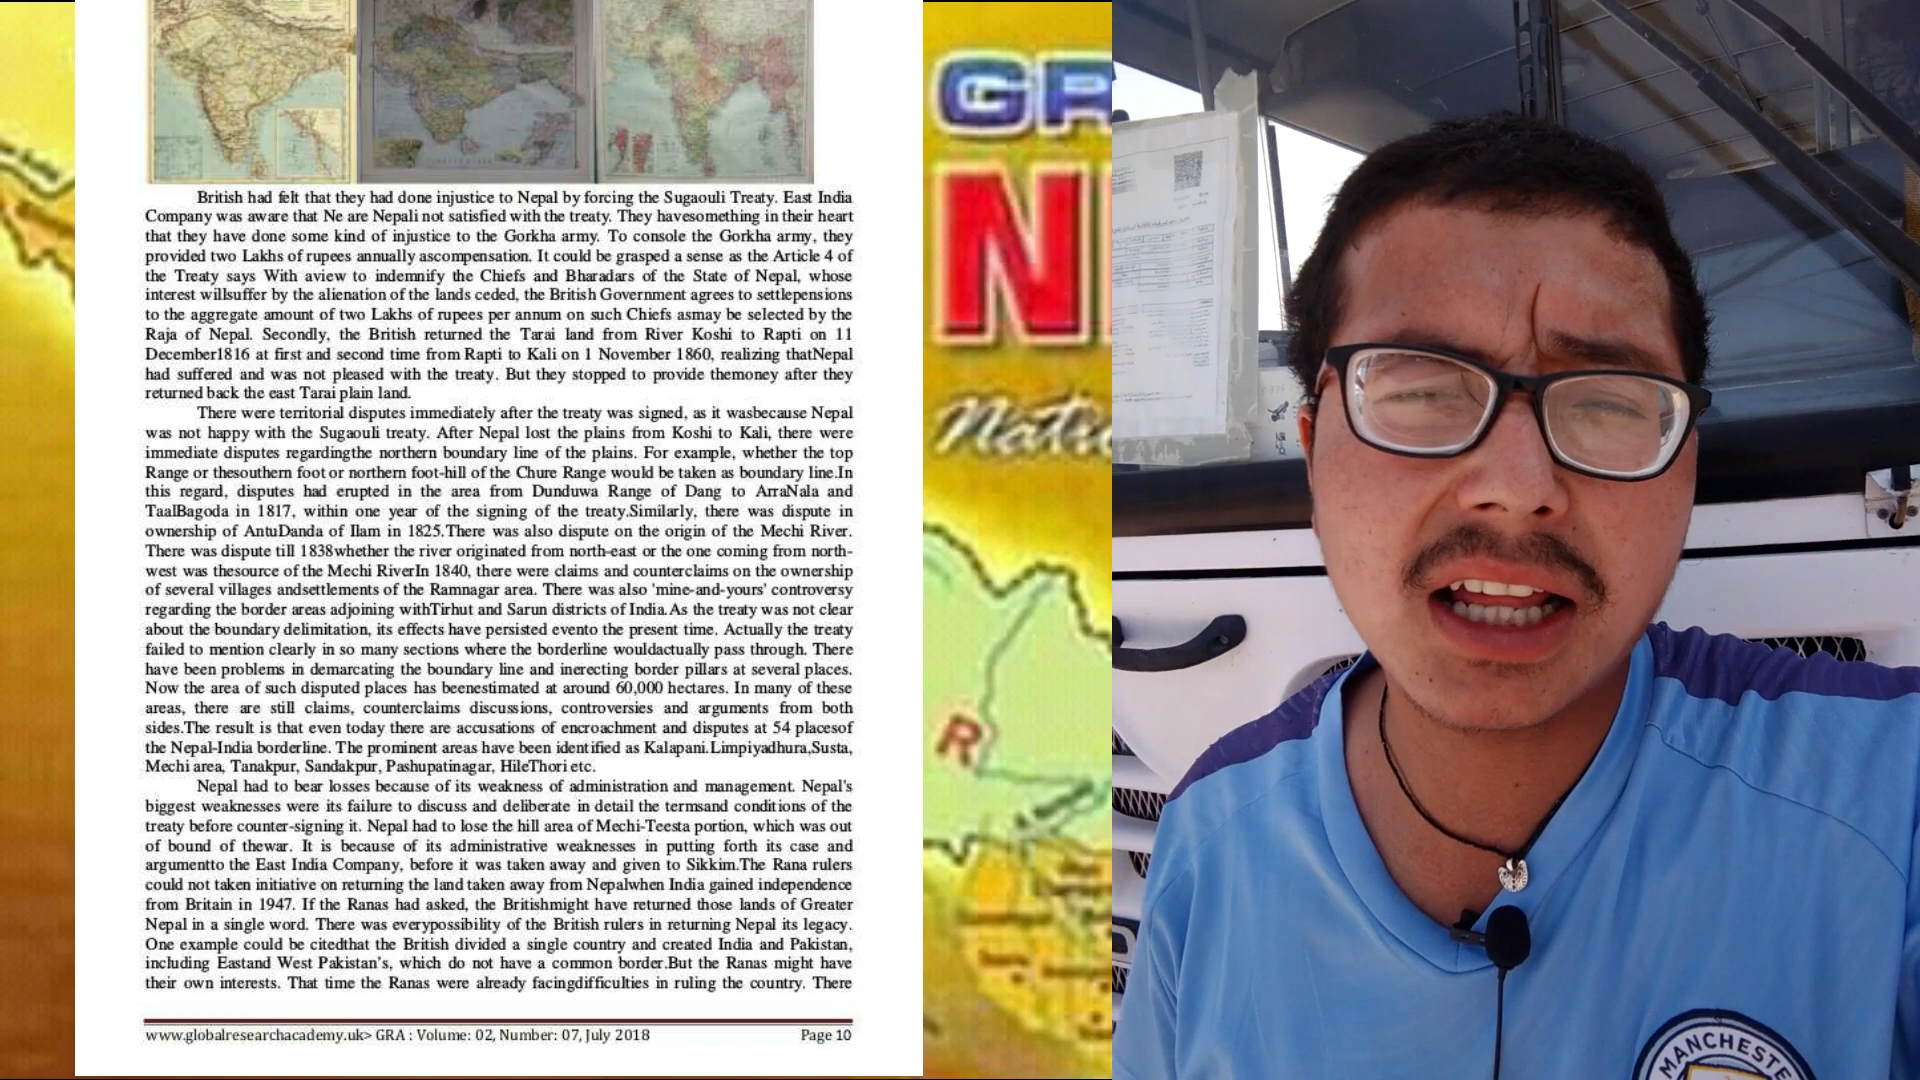 British had felt that they had done injustice to Nepal by forcing the Sugaouli Treaty. East India
Company was aware that Ne are Nepali not satisfied with the treaty. They havesomething in their heart
that they have done some kind of injustice to the Gorkha army. To console the Gorkha army, they
provided two Lakhs of rupees annually ascompensation. It could be grasped a sense as the Article 4 of
the Treaty says With aview to indemnify the Chiefs and Bharadars of the State of Nepal, whose
interest willsuffer by the alienation of the lands ceded, the British Government agrees to settlepensions
to the aggregate amount of two Lakhs of rupees per annum on such Chiefs asmay be selected by the
Raja of Nepal. Secondly, the British returned the Tarai land from River Koshi to Rapti on 11
December1816 at first and second time from Rapti to Kali on 1 November 1860, realizing thatNepal
had suffered and was not pleased with the treaty. But they stopped to provide themoney after they
returned back the east Tarai plain land.
There were territorial disputes immediately after the treaty was signed, as it wasbecause Nepal
was not happy with the Sugaouli treaty. After Nepal lost the plains from Koshi to Kali, there were
immediate disputes regardingthe northern boundary line of the plains. For example, whether the top
Range or thesouthern foot or northern foot-hill of the Chure Range would be taken as boundary line.In
this regard, disputes had erupted in the area from Dunduwa Range of Dang to ArraNala and
TaalBagoda in 1817, within one year of the signing of the treaty.Similarly, there was dispute in
ownership of AntuDanda of Ilam in 1825.There was also dispute on the origin of the Mechi River.
There was dispute till 1838whether the river originated from north-east or the one coming from north-
west was thesource of the Mechi RiverIn 1840, there were claims and counterclaims on the ownership
of several villages andsettlements of the Ramnagar area. There was also 'mine-and-yours' controversy
regarding the border areas adjoining withTirhut and Sarun districts of India.As the treaty was not clear
about the boundary delimitation, its effects have persisted evento the present time. Actually the treaty
failed to mention clearly in so many sections where the borderline wouldactually pass through. There
have been problems in demarcating the boundary line and inerecting border pillars at several places.
Now the area of such disputed places has beenestimated at around 60,000 hectares. In many of these
areas, there are still claims, counterclaims discussions, controversies and arguments from both
sides.The result is that even today there are accusations of encroachment and disputes at 54 placesof
the Nepal-India borderline. The prominent areas have been identified as Kalapani.Limpiyadhura,Susta,
Mechi area, Tanakpur, Sandakpur, Pashupatinagar, HileThori etc.
Nepal had to bear losses because of its weakness of administration and management. Nepal's
biggest weaknesses were its failure to discuss and deliberate in detail the termsand conditions of the
treaty before counter-signing it. Nepal had to lose the hill area of Mechi-Teesta portion, which was out
of bound of thewar. It is because of its administrative weaknesses in putting forth its case and
argumentto the East India Company, before it was taken away and given to Sikkim.The Rana rulers
could not taken initiative on returning the land taken away from Nepalwhen India gained independence
from Britain in 1947. If the Ranas had asked, the Britishmight have returned those lands of Greater
Nepal in a single word. There was everypossibility of the British rulers in returning Nepal its legacy.
One example could be citedthat the British divided a single country and created India and Pakistan,
including Eastand West Pakistan's, which do not have a common border.But the Ranas might have
their own interests. That time the Ranas were already facingdifficulties in ruling the country. There
www.globalresearchacademy.uk> GRA : Volume: 02, Number: 07, July 2018 Page 10
GR
N
R
MANCHESTE